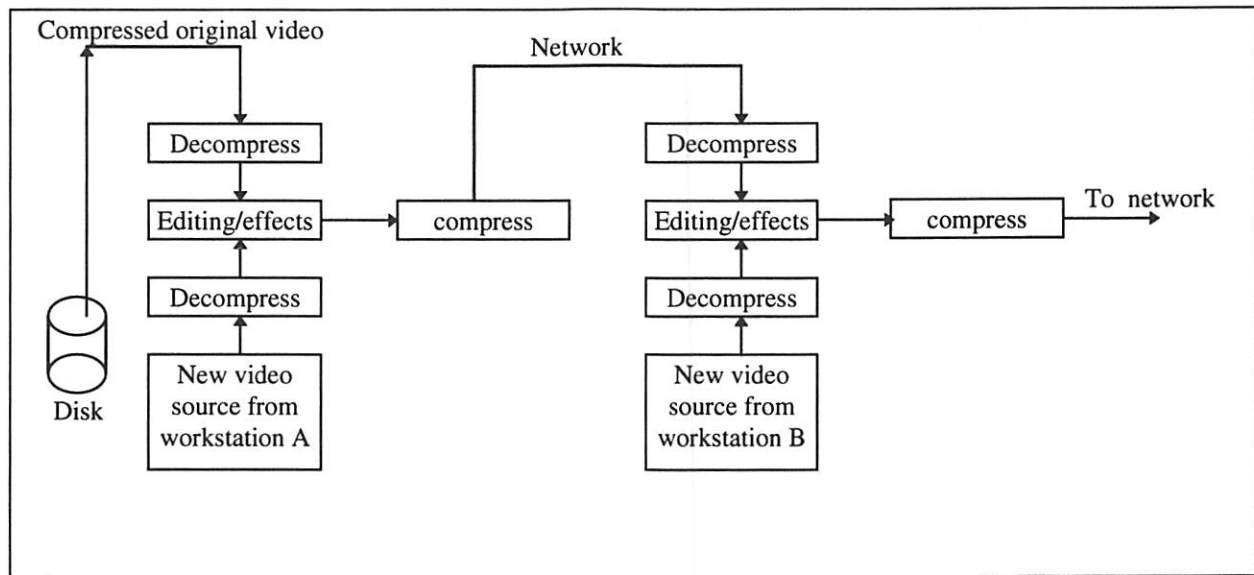 Compressed original video
Network
Decompress
Decompress
Editing/effects
compress
Editing/effects
compress
To network
Decompress
Decompress
Disk
New video
source from
workstation A
New video
source from
workstation B